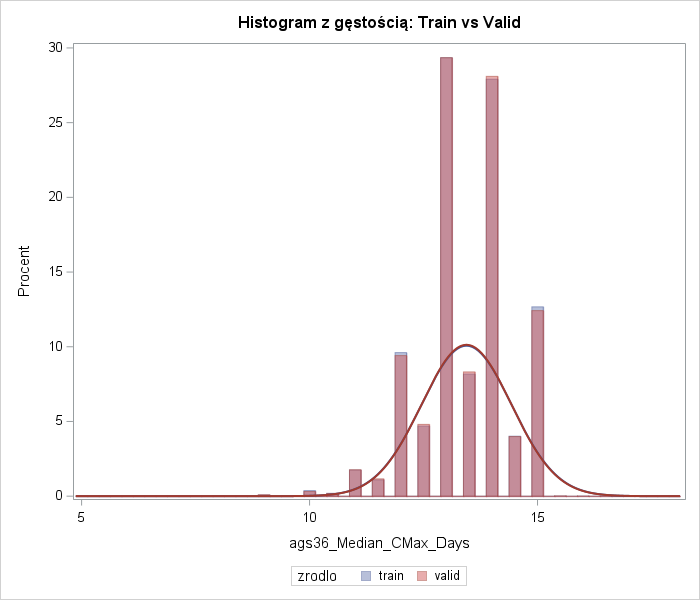 Histogram z gęstością: Train vs Valid
30
25
20
15
10
5
0
Procent
5 10 15
ags36_Median_CMax_Days
zrodlo train valid